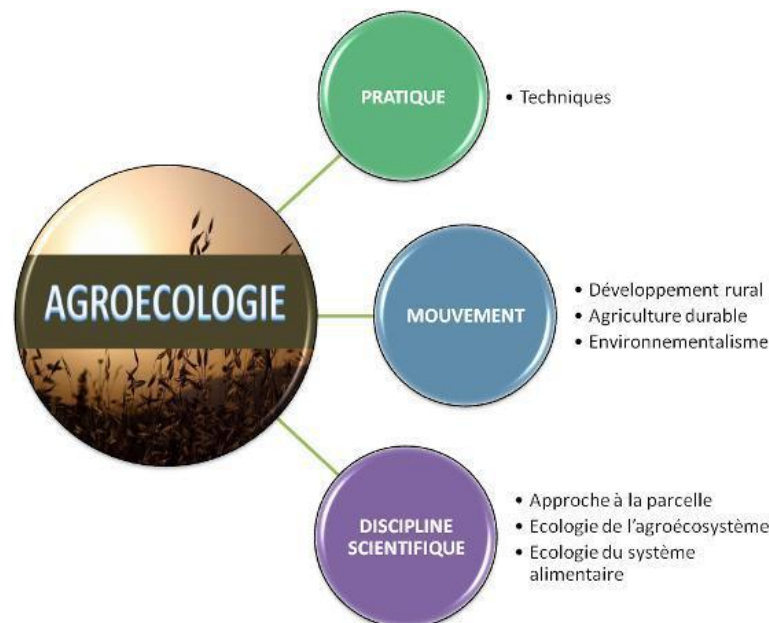 PRATIQUE
• Techniques
AGROECOLOGIE
MOUVEMENT
• Développement rural
• Agriculture durable
• Environnementalisme
DISCIPLINE
SCIENTIFIQUE
• Approche à la parcelle
• Ecologie de l'agroécosystème
• Ecologie du système
alimentaire